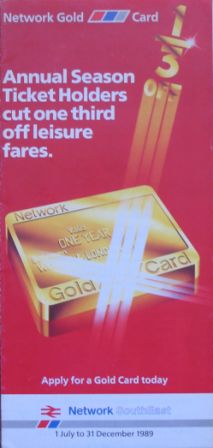 Network Gold Card
1/3
OFF
Annual Season
Ticket Holders
cut one third
off leisure
fares.
Network
ONE YEAR
Gold Card
Apply for a Gold Card today
Network SouthEast
1 July to 31 December 1989